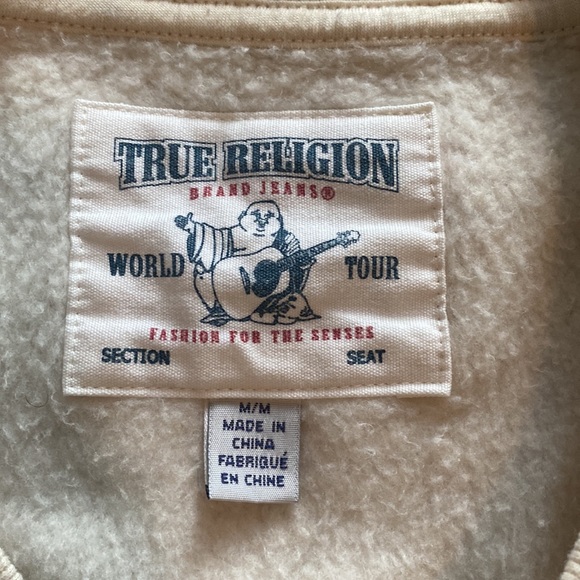 TRUE RELIGION
BRAND JEANS®
WORLD TOUR
FASHION FOR THE SENSES
SECTION SEAT
M/M
MADE IN
CHINA
FABRIQUÉ
EN CHINE